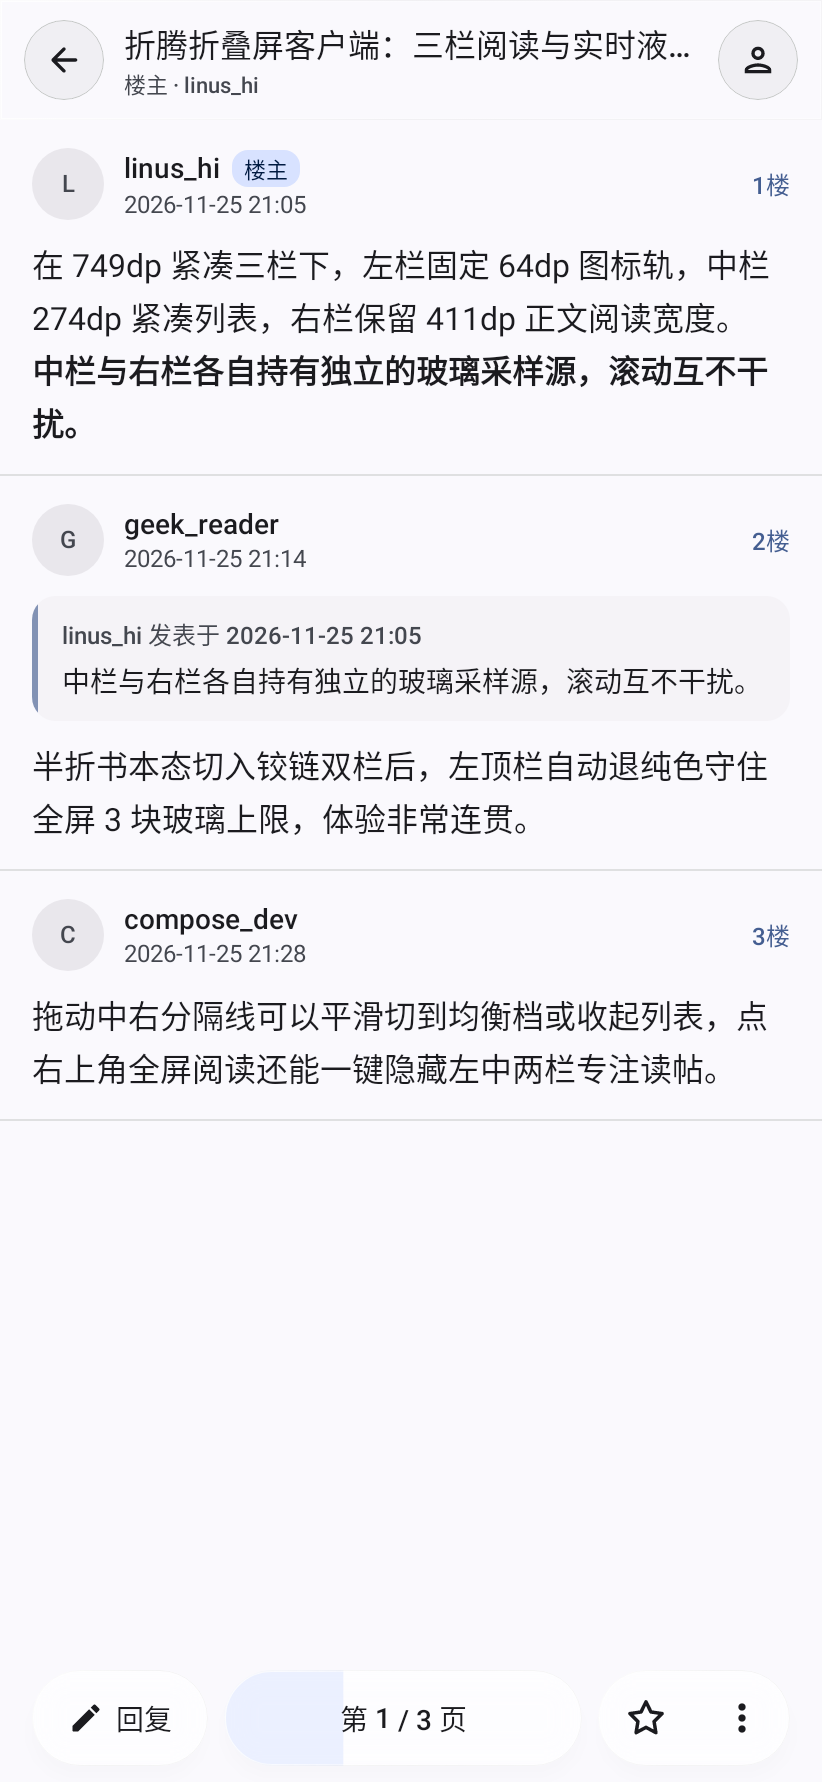 折腾折叠屏客户端：三栏阅读与实时液…
楼主 · linus_hi
L
linus_hi 楼主
2026-11-25 21:05
1楼
在 749dp 紧凑三栏下，左栏固定 64dp 图标轨，中栏
274dp 紧凑列表，右栏保留 411dp 正文阅读宽度。
中栏与右栏各自持有独立的玻璃采样源，滚动互不干
扰。
G
geek_reader
2026-11-25 21:14
2楼
linus_hi 发表于 2026-11-25 21:05
中栏与右栏各自持有独立的玻璃采样源，滚动互不干扰。
半折书本态切入铰链双栏后，左顶栏自动退纯色守住
全屏 3 块玻璃上限，体验非常连贯。
C
compose_dev
2026-11-25 21:28
3楼
拖动中右分隔线可以平滑切到均衡档或收起列表，点
右上角全屏阅读还能一键隐藏左中两栏专注读帖。
回复
第 1 / 3 页